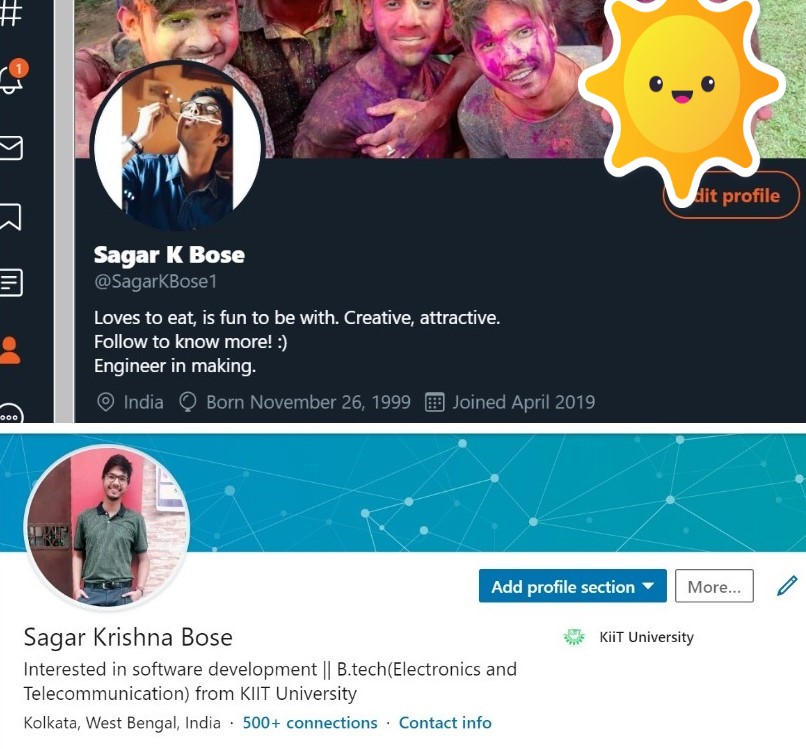 1
dit profile
Sagar K Bose
@SagarKBose1
Loves to eat, is fun to be with. Creative, attractive.
Follow to know more! :)
Engineer in making.
India Born November 26, 1999 Joined April 2019
Add profile section More...
Sagar Krishna Bose
KiiT University
Interested in software development || B.tech(Electronics and
Telecommunication) from KIIT University
Kolkata, West Bengal, India · 500+ connections · Contact info